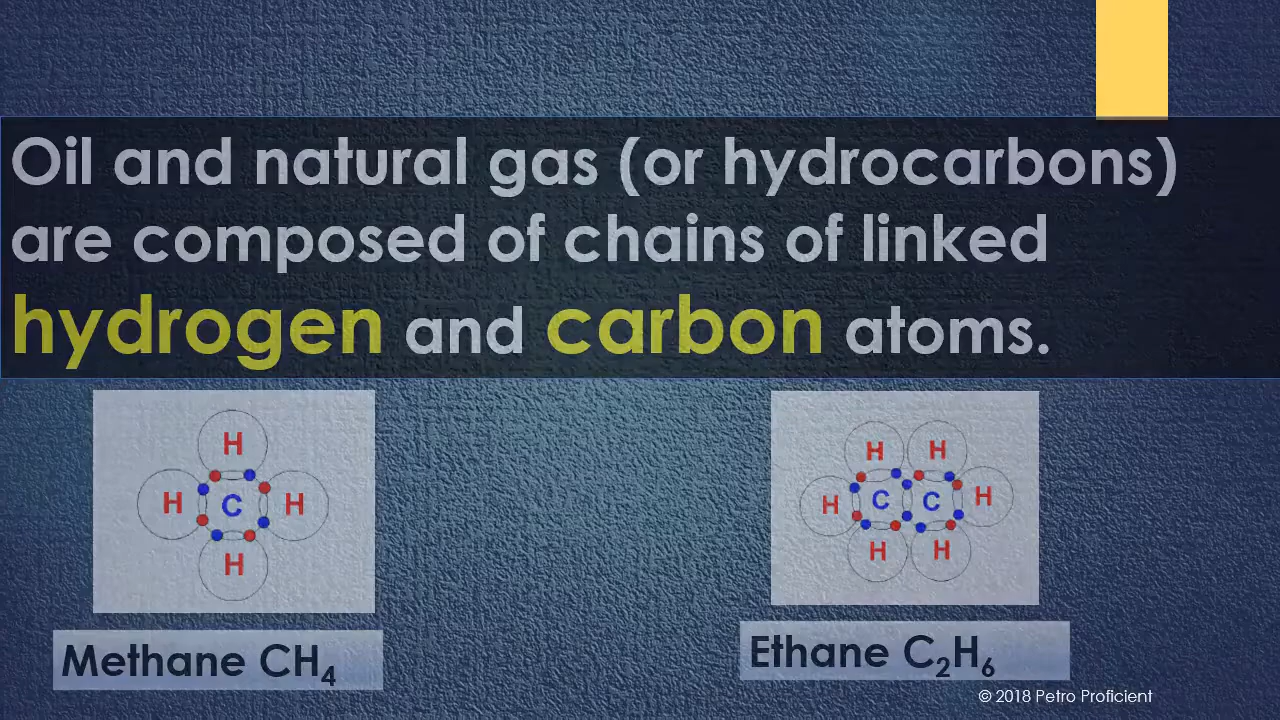 Oil and natural gas (or hydrocarbons)
are composed of chains of linked
hydrogen and carbon atoms.
H
H C H
H
H H
H C C H
H H
Methane CH₄
Ethane C₂H₆
© 2018 Petro Proficient